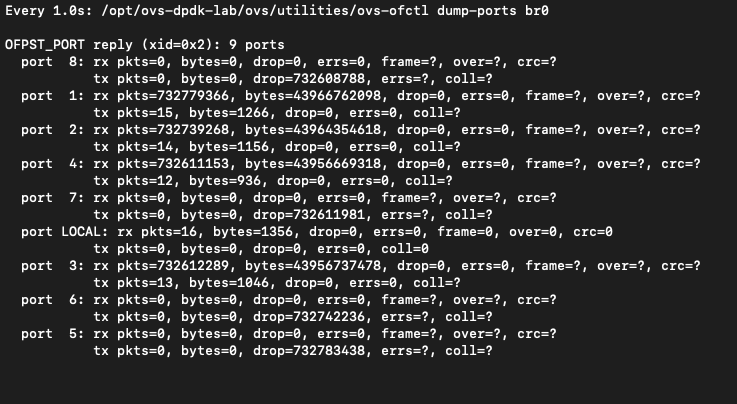 Every 1.0s: /opt/ovs-dpdk-lab/ovs/utilities/ovs-ofctl dump-ports br0

OFPST_PORT reply (xid=0x2): 9 ports
  port  8: rx pkts=0, bytes=0, drop=0, errs=0, frame=?, over=?, crc=?
           tx pkts=0, bytes=0, drop=732608788, errs=?, coll=?
  port  1: rx pkts=732779366, bytes=43966762098, drop=0, errs=0, frame=?, over=?, crc=?
           tx pkts=15, bytes=1266, drop=0, errs=0, coll=?
  port  2: rx pkts=732739268, bytes=43964354618, drop=0, errs=0, frame=?, over=?, crc=?
           tx pkts=14, bytes=1156, drop=0, errs=0, coll=?
  port  4: rx pkts=732611153, bytes=43956669318, drop=0, errs=0, frame=?, over=?, crc=?
           tx pkts=12, bytes=936, drop=0, errs=0, coll=?
  port  7: rx pkts=0, bytes=0, drop=0, errs=0, frame=?, over=?, crc=?
           tx pkts=0, bytes=0, drop=732611981, errs=?, coll=?
  port LOCAL: rx pkts=16, bytes=1356, drop=0, errs=0, frame=0, over=0, crc=0
           tx pkts=0, bytes=0, drop=0, errs=0, coll=0
  port  3: rx pkts=732612289, bytes=43956737478, drop=0, errs=0, frame=?, over=?, crc=?
           tx pkts=13, bytes=1046, drop=0, errs=0, coll=?
  port  6: rx pkts=0, bytes=0, drop=0, errs=0, frame=?, over=?, crc=?
           tx pkts=0, bytes=0, drop=732742236, errs=?, coll=?
  port  5: rx pkts=0, bytes=0, drop=0, errs=0, frame=?, over=?, crc=?
           tx pkts=0, bytes=0, drop=732783438, errs=?, coll=?